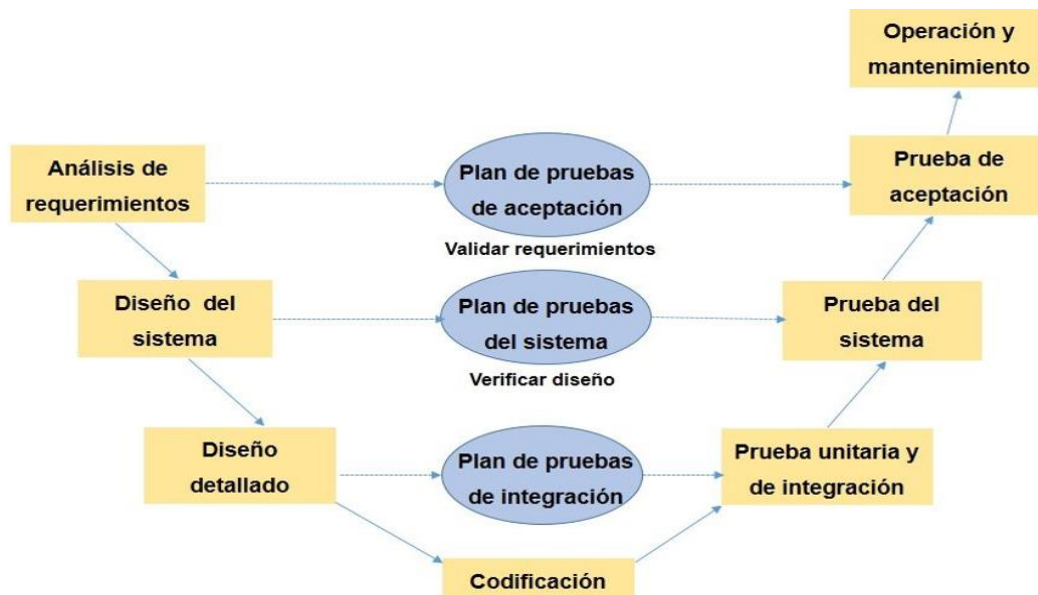 Operación y
mantenimiento
Análisis de
requerimientos
Plan de pruebas
de aceptación
Prueba de
aceptación
Validar requerimientos
Diseño del
sistema
Plan de pruebas
del sistema
Prueba del
sistema
Verificar diseño
Diseño
detallado
Plan de pruebas
de integración
Prueba unitaria y
de integración
Codificación